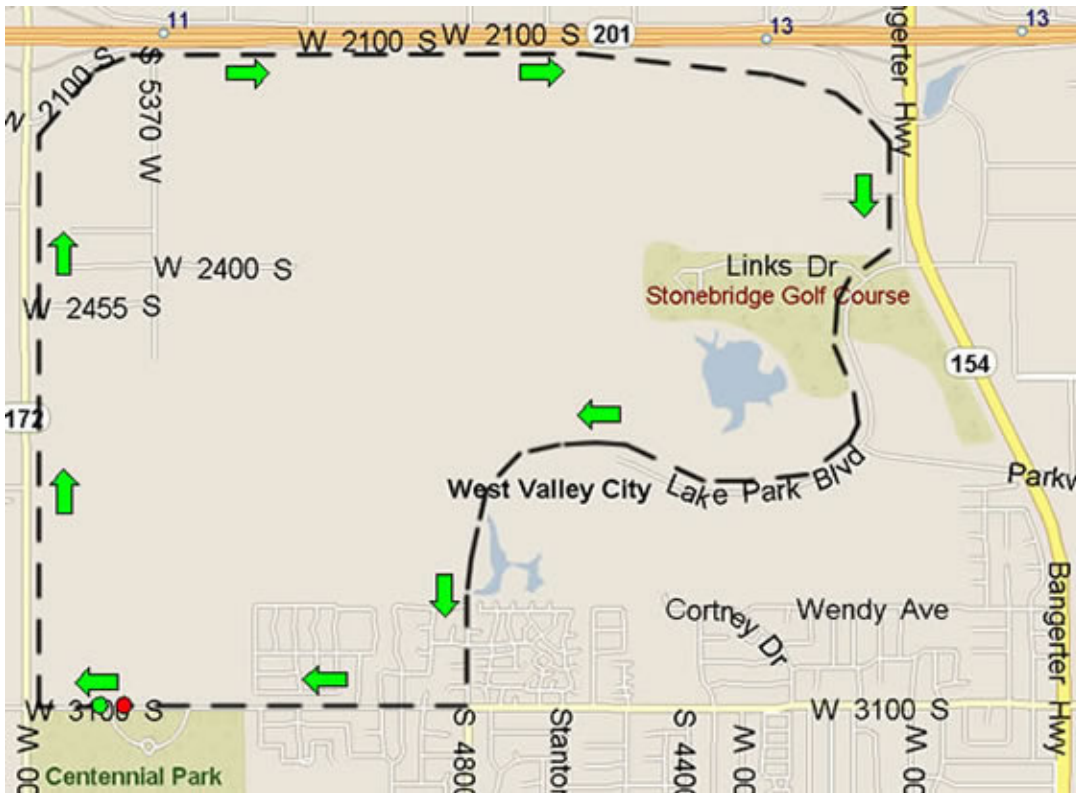 11
W 2100 S
W 2100 S
201
13
13
W 2100 S
S 5370 W
Bangerter Hwy
W 2400 S
W 2455 S
Links Dr
Stonebridge Golf Course
154
172
West Valley City
Lake Park Blvd
Parkw
Cortney Dr
Wendy Ave
Bangerter Hwy
W 3100 S
W 3100 S
Centennial Park
S 4800
Stanton
S 4400